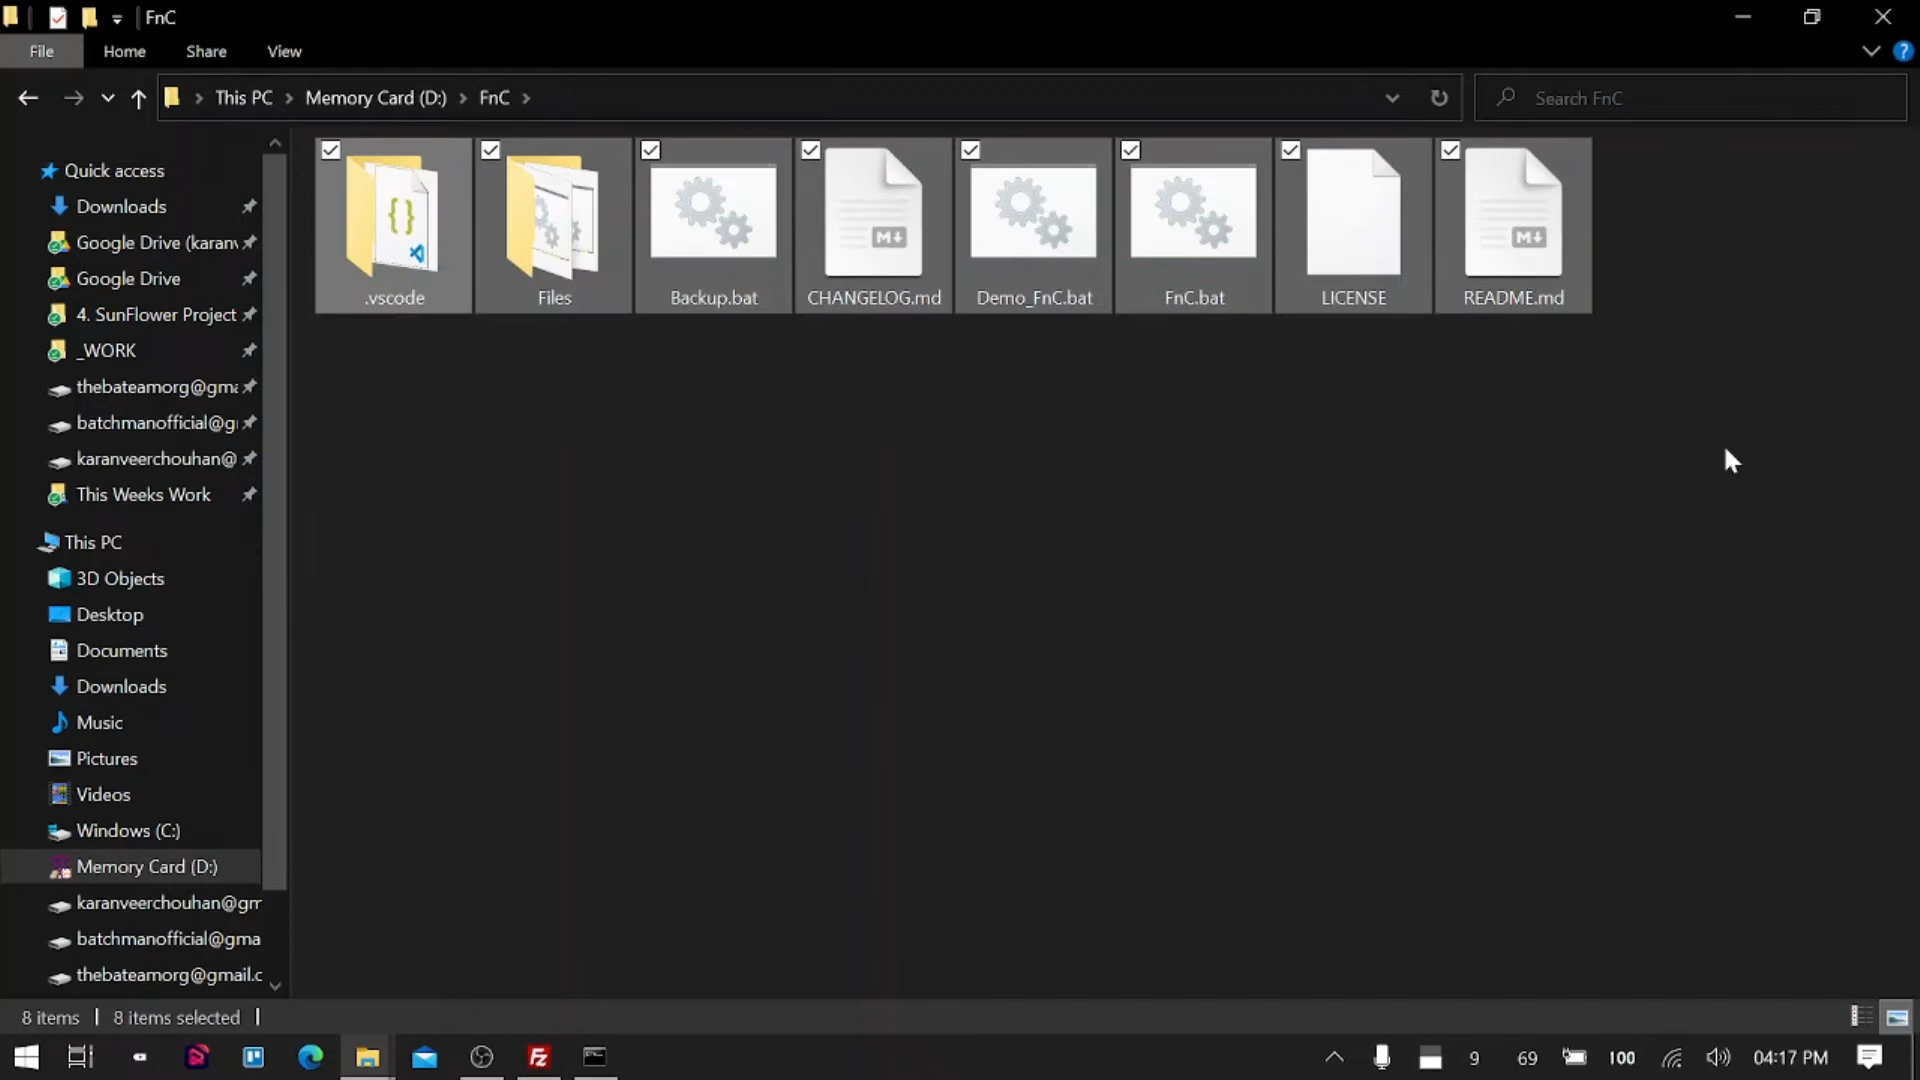 FnC
File
Home
Share
View
This PC
Memory Card (D:)
FnC
Search FnC
Quick access
Downloads
Google Drive (karanv
Google Drive
4. SunFlower Project
_WORK
thebateamorg@gma
batchmanofficial@g
karanveerchouhan@
This Weeks Work
This PC
3D Objects
Desktop
Documents
Downloads
Music
Pictures
Videos
Windows (C:)
Memory Card (D:)
karanveerchouhan@gm
batchmanofficial@gma
thebateamorg@gmail.c
.vscode
Files
Backup.bat
CHANGELOG.md
Demo_FnC.bat
FnC.bat
LICENSE
README.md
8 items
8 items selected
9
69
100
04:17 PM